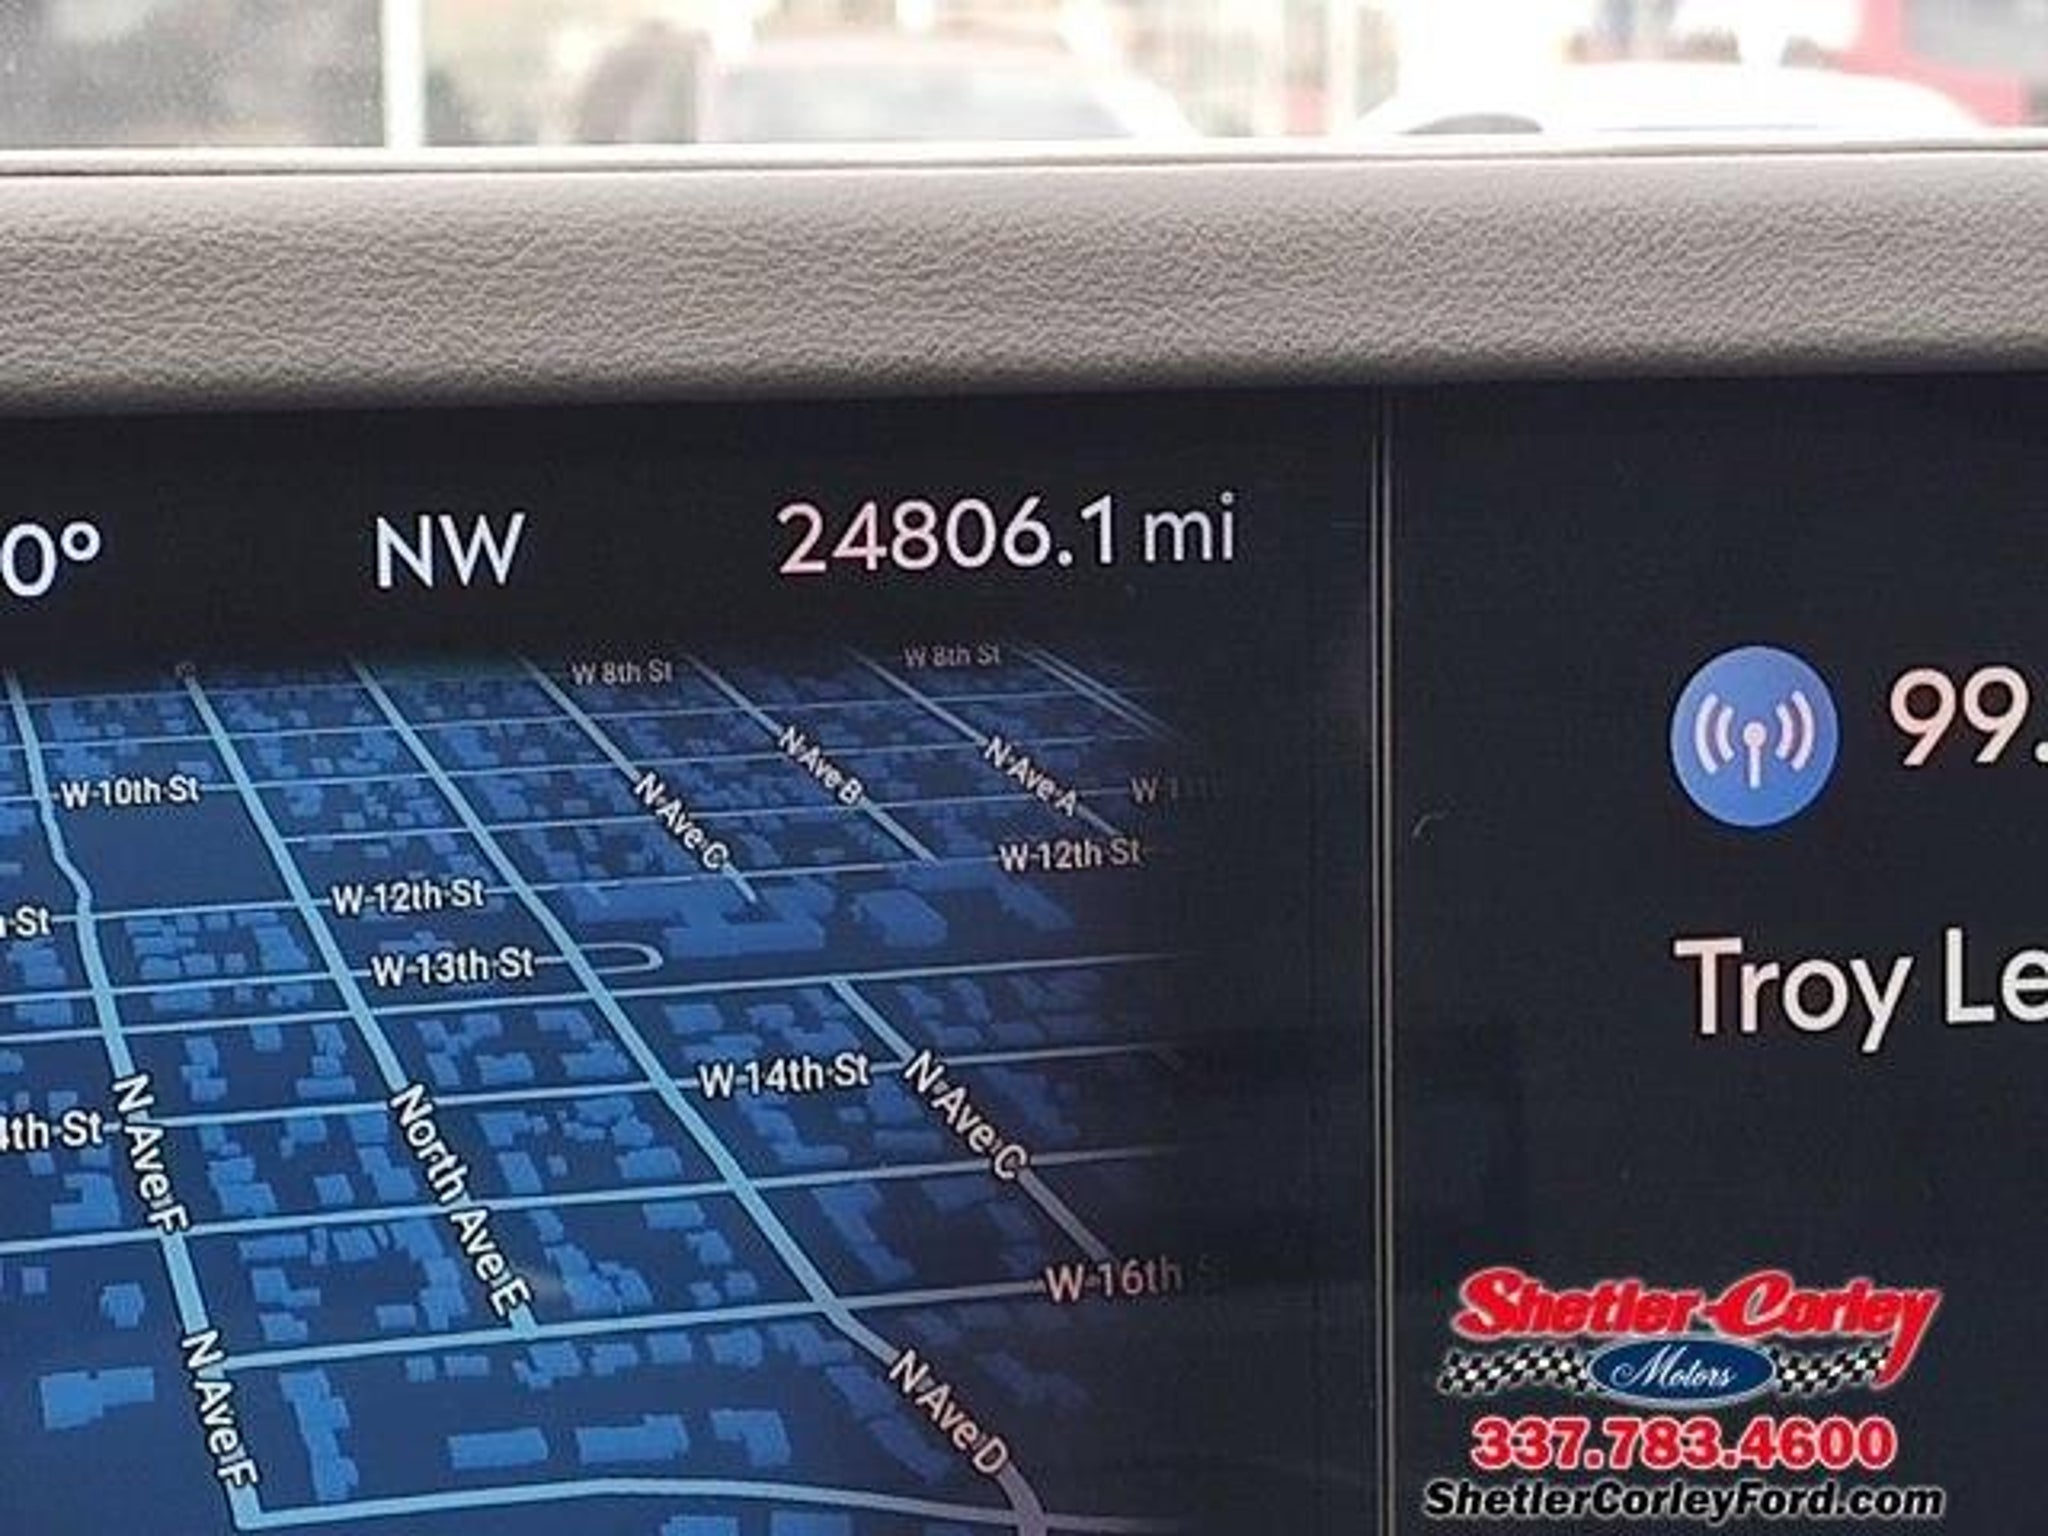 0°
NW
24806.1 mi
W 8th St
W 8th St
N Ave B
N Ave A
W 10th St
N Ave C
W 12th St
W 12th St
St
W 13th St
W 14th St
N Ave C
4th St
N Ave F
North Ave E
W 16th
N Ave F
N Ave D
99.
Troy Le
Shetler-Corley
Motors
337.783.4600
ShetlerCorleyFord.com